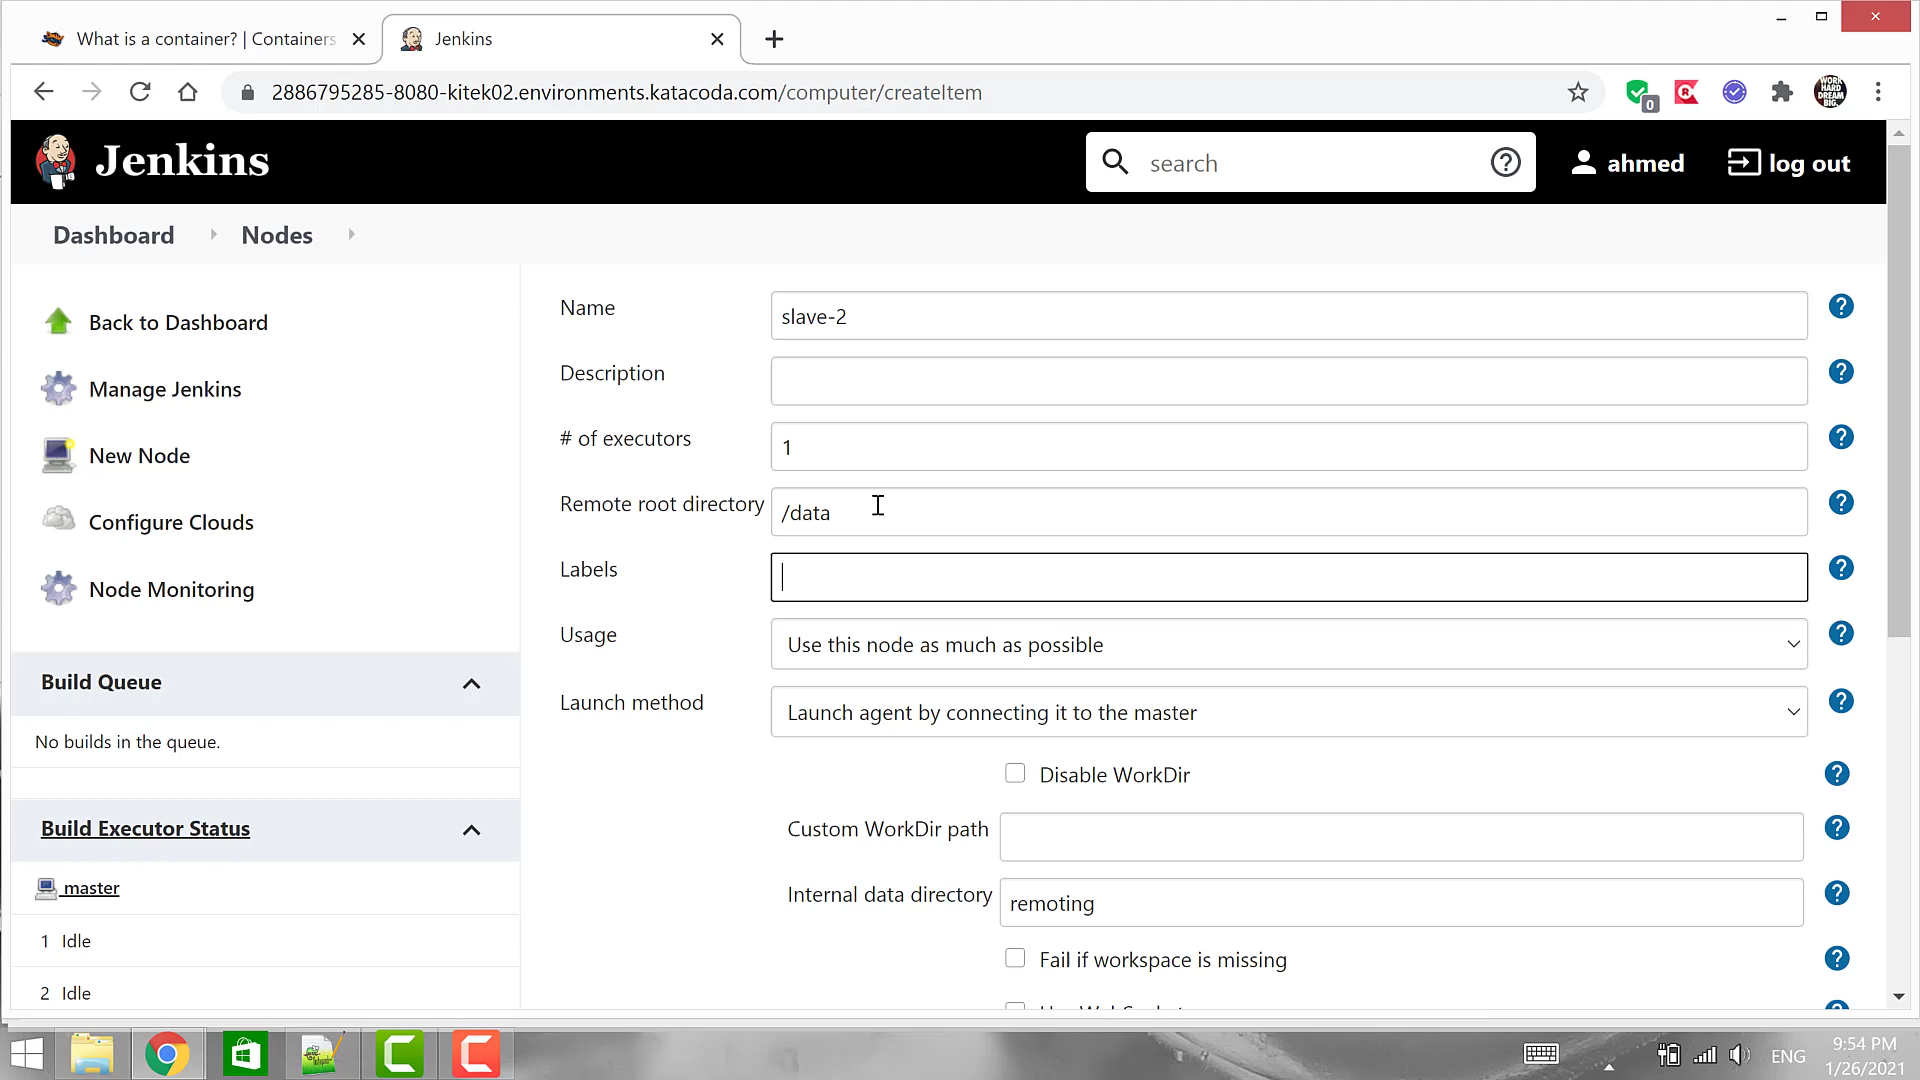 What is a container? | Containers
Jenkins
2886795285-8080-kitek02.environments.katacoda.com/computer/createItem
0
WORK HARD DREAM BIG
Jenkins
search
ahmed
log out
Dashboard
Nodes
Back to Dashboard
Manage Jenkins
New Node
Configure Clouds
Node Monitoring
Build Queue
No builds in the queue.
Build Executor Status
master
1 Idle
2 Idle
Name
slave-2
Description
# of executors
1
Remote root directory
/data
Labels
Usage
Use this node as much as possible
Launch method
Launch agent by connecting it to the master
Disable WorkDir
Custom WorkDir path
Internal data directory
remoting
Fail if workspace is missing
ENG
9:54 PM
1/26/2021